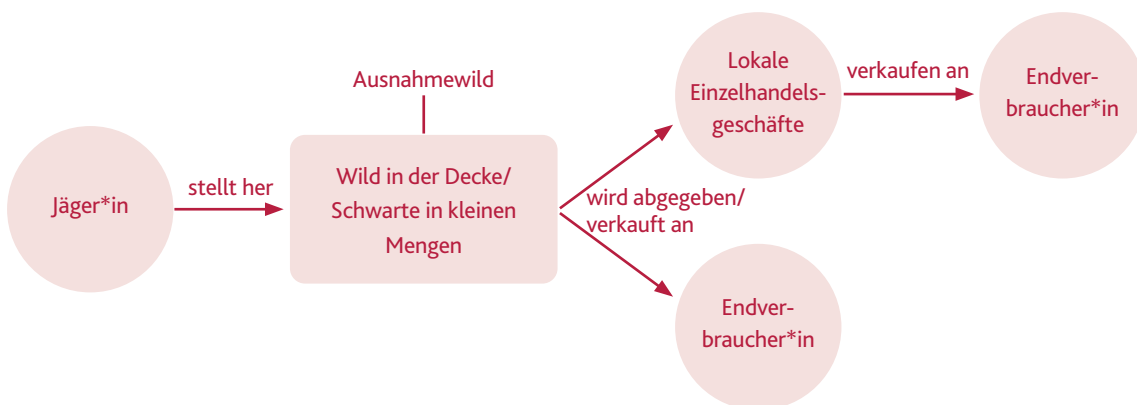 Jäger*in
stellt her
Ausnahmewild
Wild in der Decke/
Schwarte in kleinen
Mengen
wird abgegeben/
verkauft an
Lokale
Einzelhandels-
geschäfte
verkaufen an
Endver-
braucher*in
Endver-
braucher*in